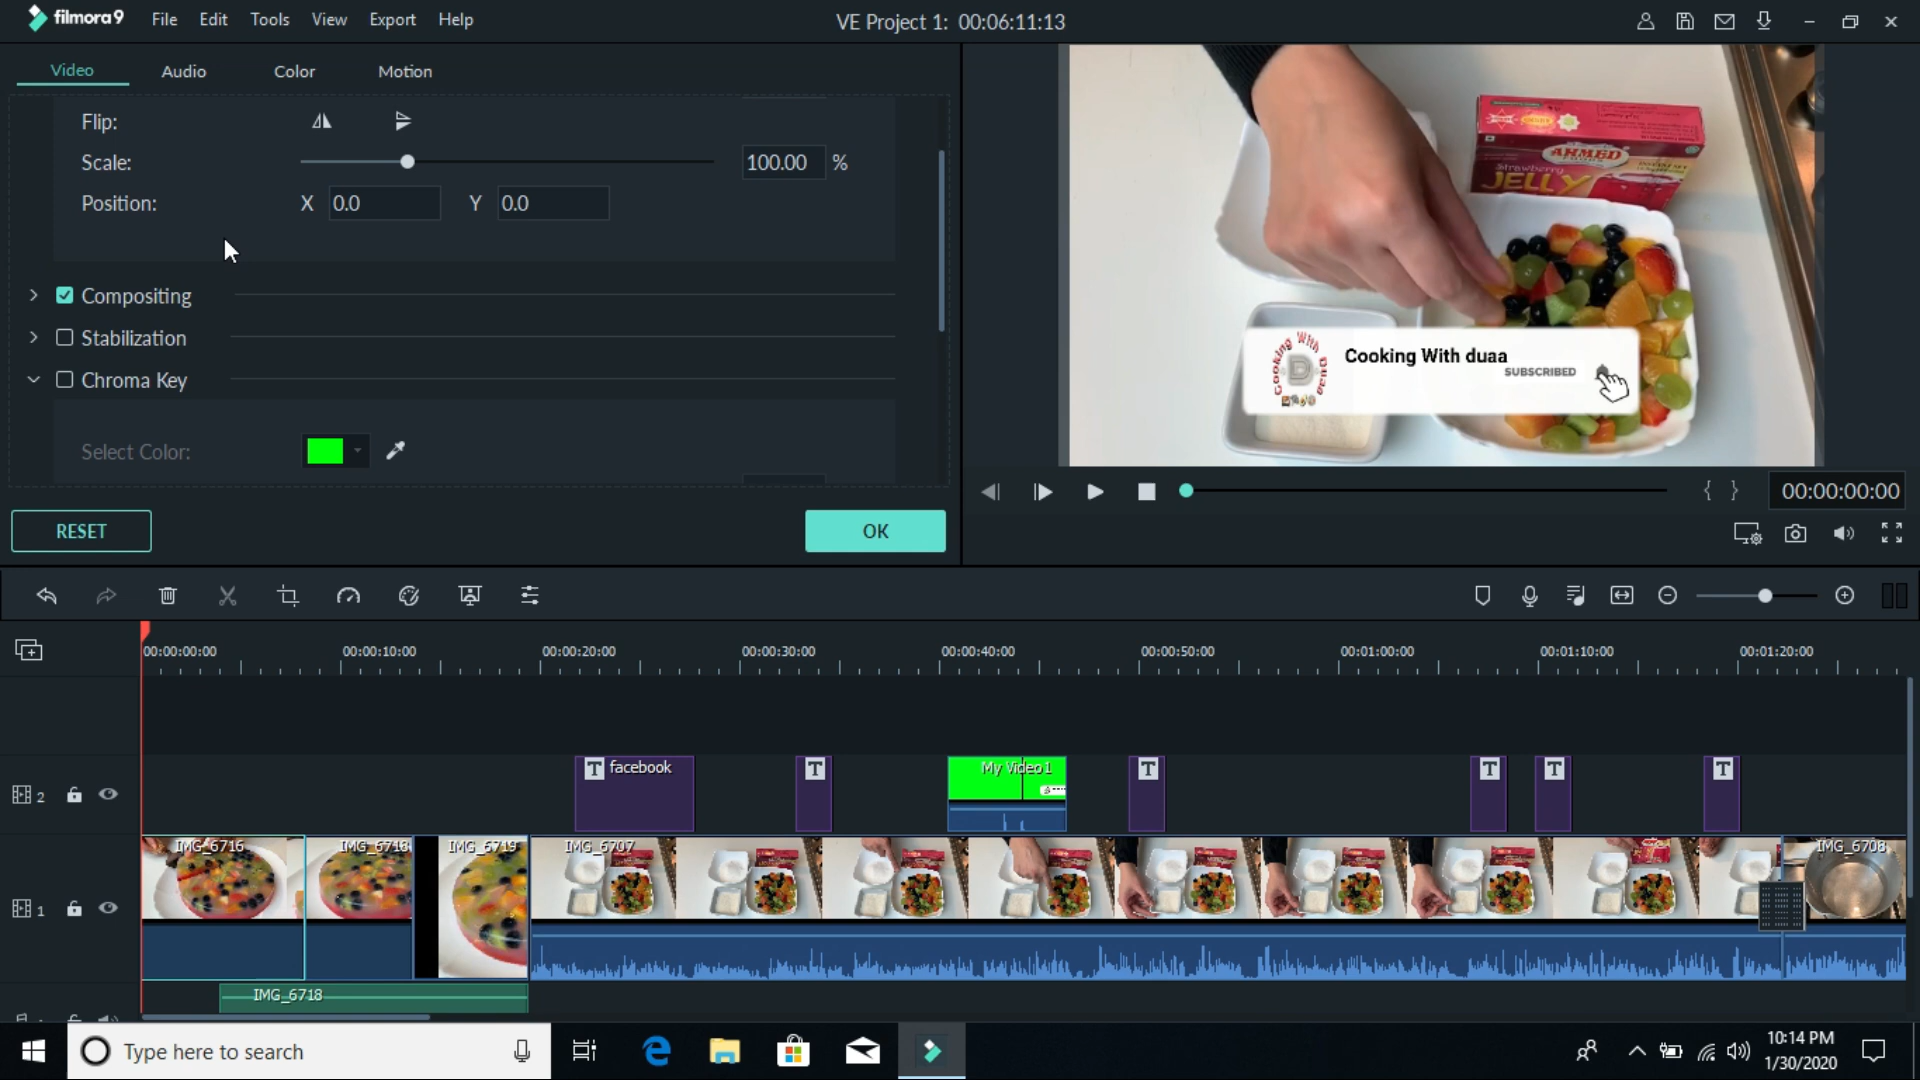 filmora9 File Edit Tools View Export Help VE Project 1: 00:06:11:13
Video Audio Color Motion
Flip:
Scale: 100.00 %
Position: X 0.0 Y 0.0
Compositing
Stabilization
Chroma Key
Select Color:
RESET OK
AHMED
Strawberry
JELLY
Cooking With Duaa
Cooking With duaa
SUBSCRIBED
{ } 00:00:00:00
00:00:00:00 00:00:10:00 00:00:20:00 00:00:30:00 00:00:40:00 00:00:50:00 00:01:00:00 00:01:10:00 00:01:20:00
2 T facebook T My Video1 T T T T
1 IMG_6716 IMG_6718 IMG_6719 IMG_6707 IMG_6708
IMG_6718
Type here to search
10:14 PM
1/30/2020